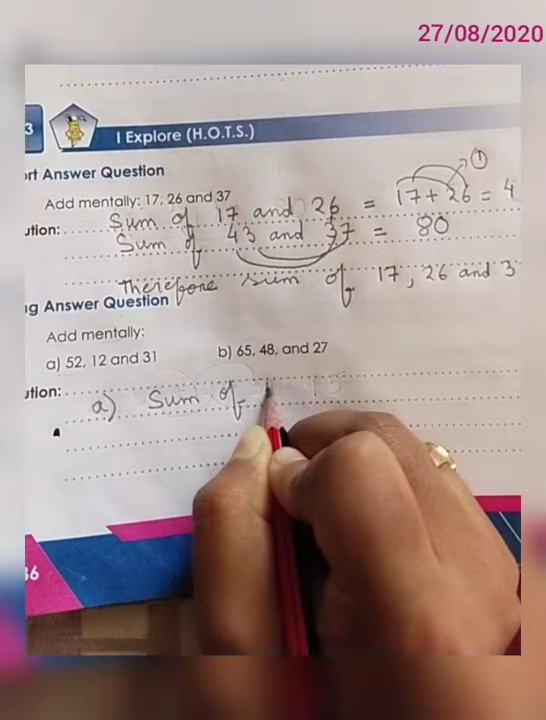 27/08/2020
3
I Explore (H.O.T.S.)
rt Answer Question
Add mentally: 17, 26 and 37
1
ution: Sum of 17 and 26 = 17 + 26 = 4
Sum of 43 and 37 = 80
Therefore sum of 17, 26 and 3
g Answer Question
Add mentally:
a) 52, 12 and 31 b) 65, 48, and 27
ution:
a) Sum of
36